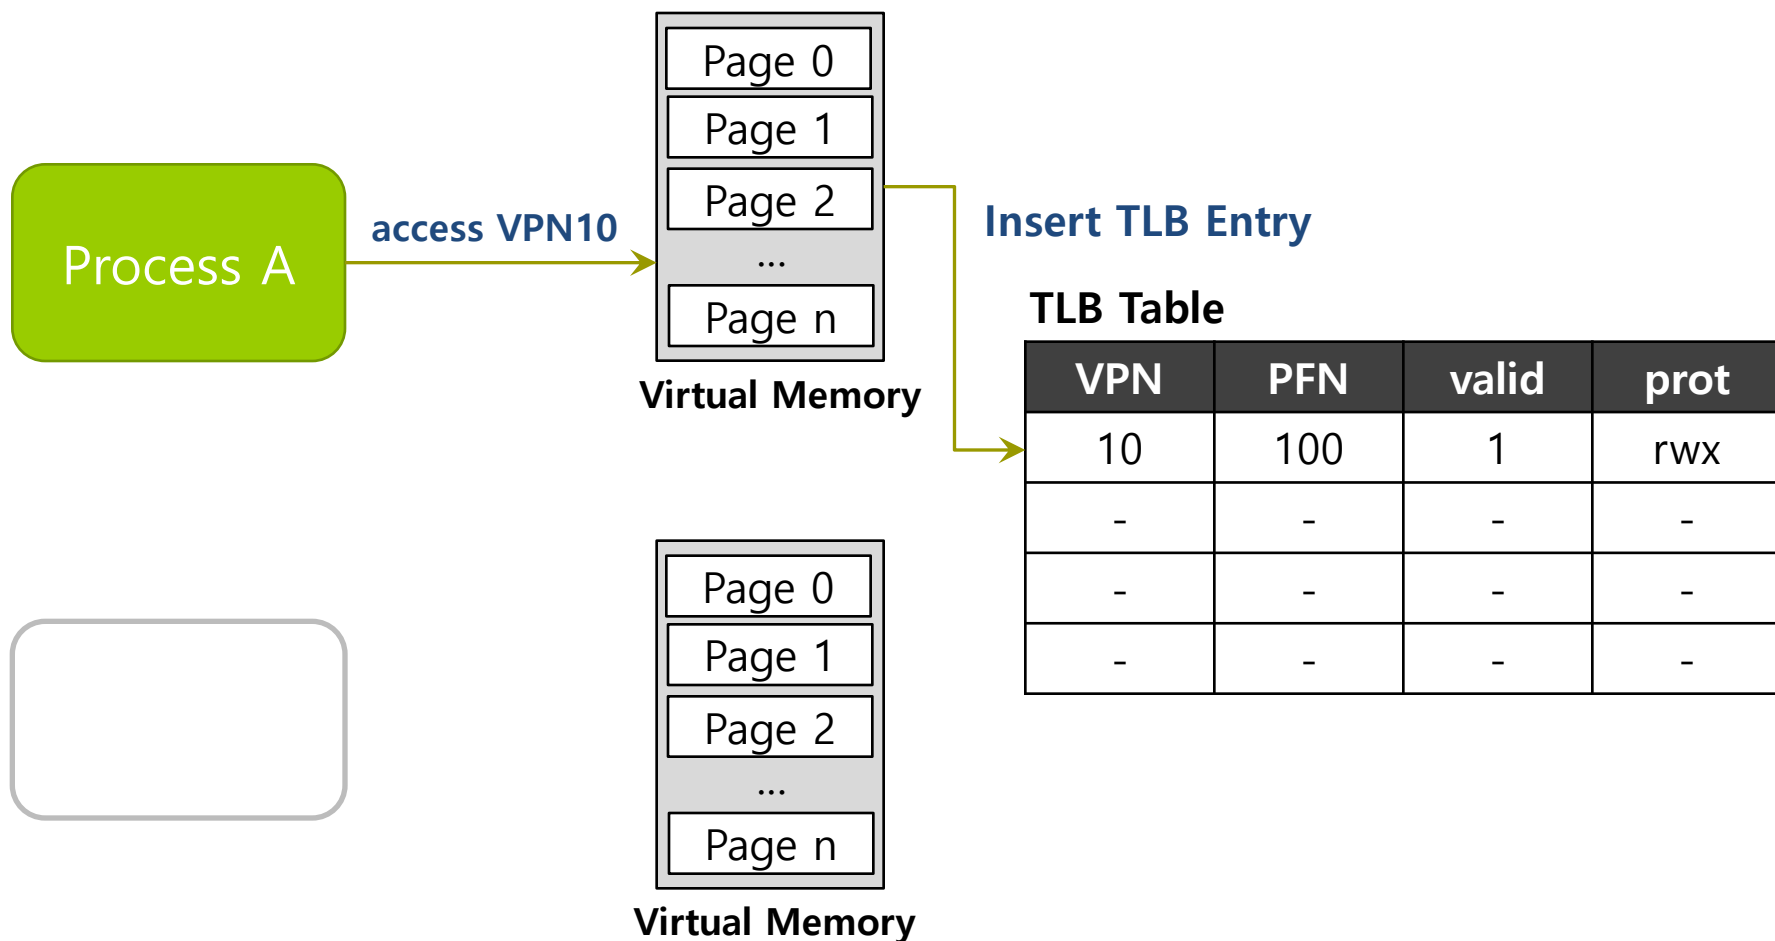 Process A
access VPN10
Page 0
Page 1
Page 2
...
Page n
Virtual Memory
Insert TLB Entry
TLB Table
VPN PFN valid prot
10 100 1 rwx
- - - -
- - - -
- - - -
Page 0
Page 1
Page 2
...
Page n
Virtual Memory